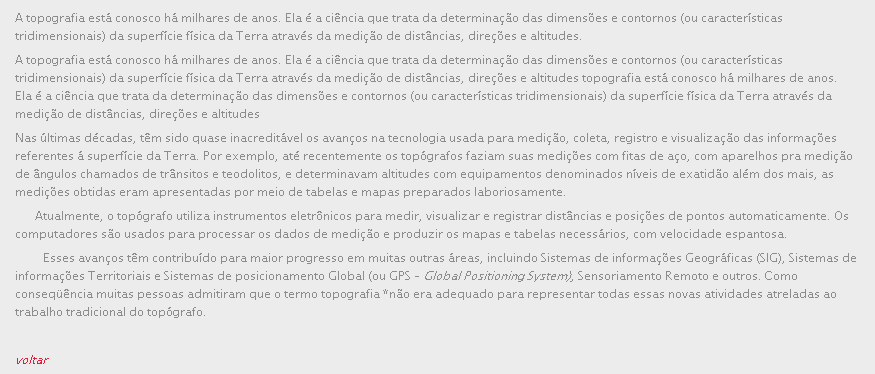 A topografia está conosco há milhares de anos. Ela é a ciência que trata da determinação das dimensões e contornos (ou características
tridimensionais) da superfície física da Terra através da medição de distâncias, direções e altitudes.
A topografia está conosco há milhares de anos. Ela é a ciência que trata da determinação das dimensões e contornos (ou características
tridimensionais) da superfície física da Terra através da medição de distâncias, direções e altitudes topografia está conosco há milhares de anos.
Ela é a ciência que trata da determinação das dimensões e contornos (ou características tridimensionais) da superfície física da Terra através da
medição de distâncias, direções e altitudes
Nas últimas décadas, têm sido quase inacreditável os avanços na tecnologia usada para medição, coleta, registro e visualização das informações
referentes á superfície da Terra. Por exemplo, até recentemente os topógrafos faziam suas medições com fitas de aço, com aparelhos pra medição
de ângulos chamados de trânsitos e teodolitos, e determinavam altitudes com equipamentos denominados níveis de exatidão além dos mais, as
medições obtidas eram apresentadas por meio de tabelas e mapas preparados laboriosamente.
Atualmente, o topógrafo utiliza instrumentos eletrônicos para medir, visualizar e registrar distâncias e posições de pontos automaticamente. Os
computadores são usados para processar os dados de medição e produzir os mapas e tabelas necessários, com velocidade espantosa.
Esses avanços têm contribuído para maior progresso em muitas outras áreas, incluindo Sistemas de informações Geográficas (SIG), Sistemas de
informações Territoriais e Sistemas de posicionamento Global (ou GPS – Global Positioning System), Sensoriamento Remoto e outros. Como
conseqüência muitas pessoas admitiram que o termo topografia *não era adequado para representar todas essas novas atividades atreladas ao
trabalho tradicional do topógrafo.
voltar